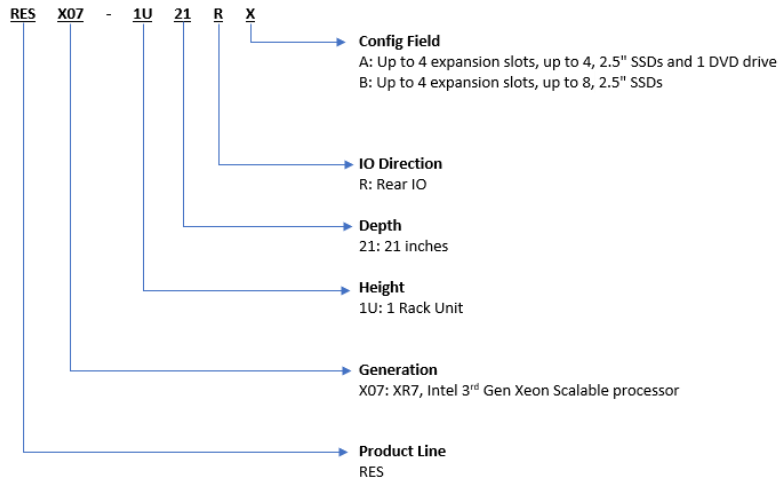 RES X07 - 1U 21 R X
Config Field
A: Up to 4 expansion slots, up to 4, 2.5" SSDs and 1 DVD drive
B: Up to 4 expansion slots, up to 8, 2.5" SSDs
IO Direction
R: Rear IO
Depth
21: 21 inches
Height
1U: 1 Rack Unit
Generation
X07: XR7, Intel 3rd Gen Xeon Scalable processor
Product Line
RES